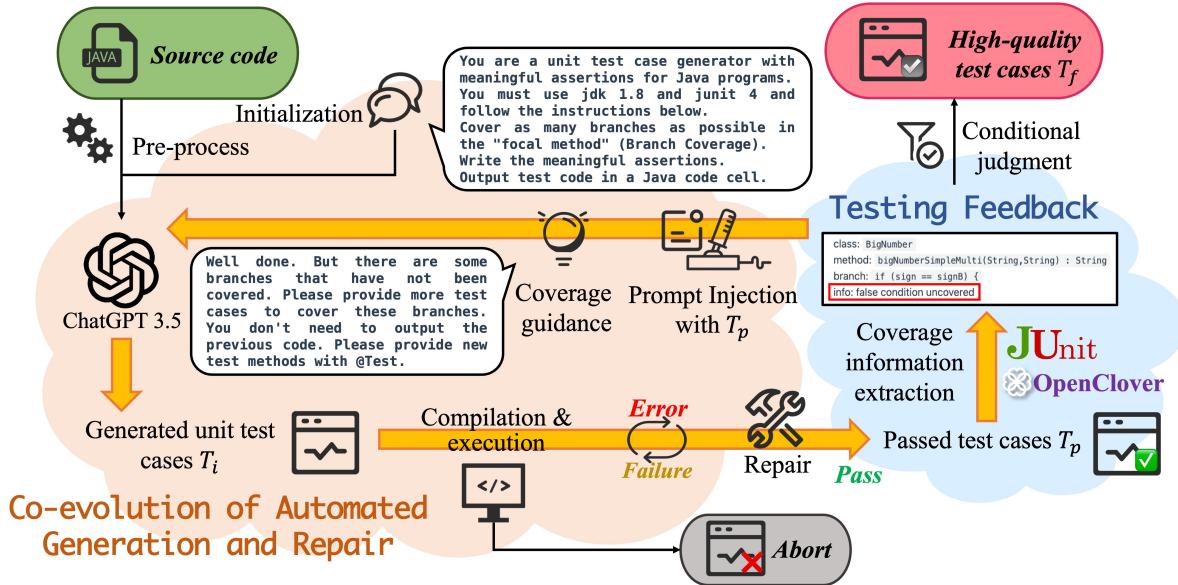 JAVA
Source code
Initialization
Pre-process
You are a unit test case generator with
meaningful assertions for Java programs.
You must use jdk 1.8 and junit 4 and
follow the instructions below.
Cover as many branches as possible in
the "focal method" (Branch Coverage).
Write the meaningful assertions.
Output test code in a Java code cell.
High-quality
test cases T_f
Conditional
judgment
Testing Feedback
class: BigNumber
method: bigNumberSimpleMulti(String,String) : String
branch: if (sign == signB) {
info: false condition uncovered
ChatGPT 3.5
Well done. But there are some
branches that have not been
covered. Please provide more test
cases to cover these branches.
You don't need to output the
previous code. Please provide new
test methods with @Test.
Coverage
guidance
Prompt Injection
with T_p
Coverage
information
extraction
JUnit
OpenClover
Generated unit test
cases T_i
Compilation &
execution
</>
Error
Failure
Repair
Pass
Passed test cases T_p
Co-evolution of Automated
Generation and Repair
Abort